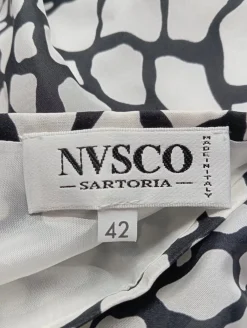 NVSCO
— SARTORIA —
MADE IN ITALY
42